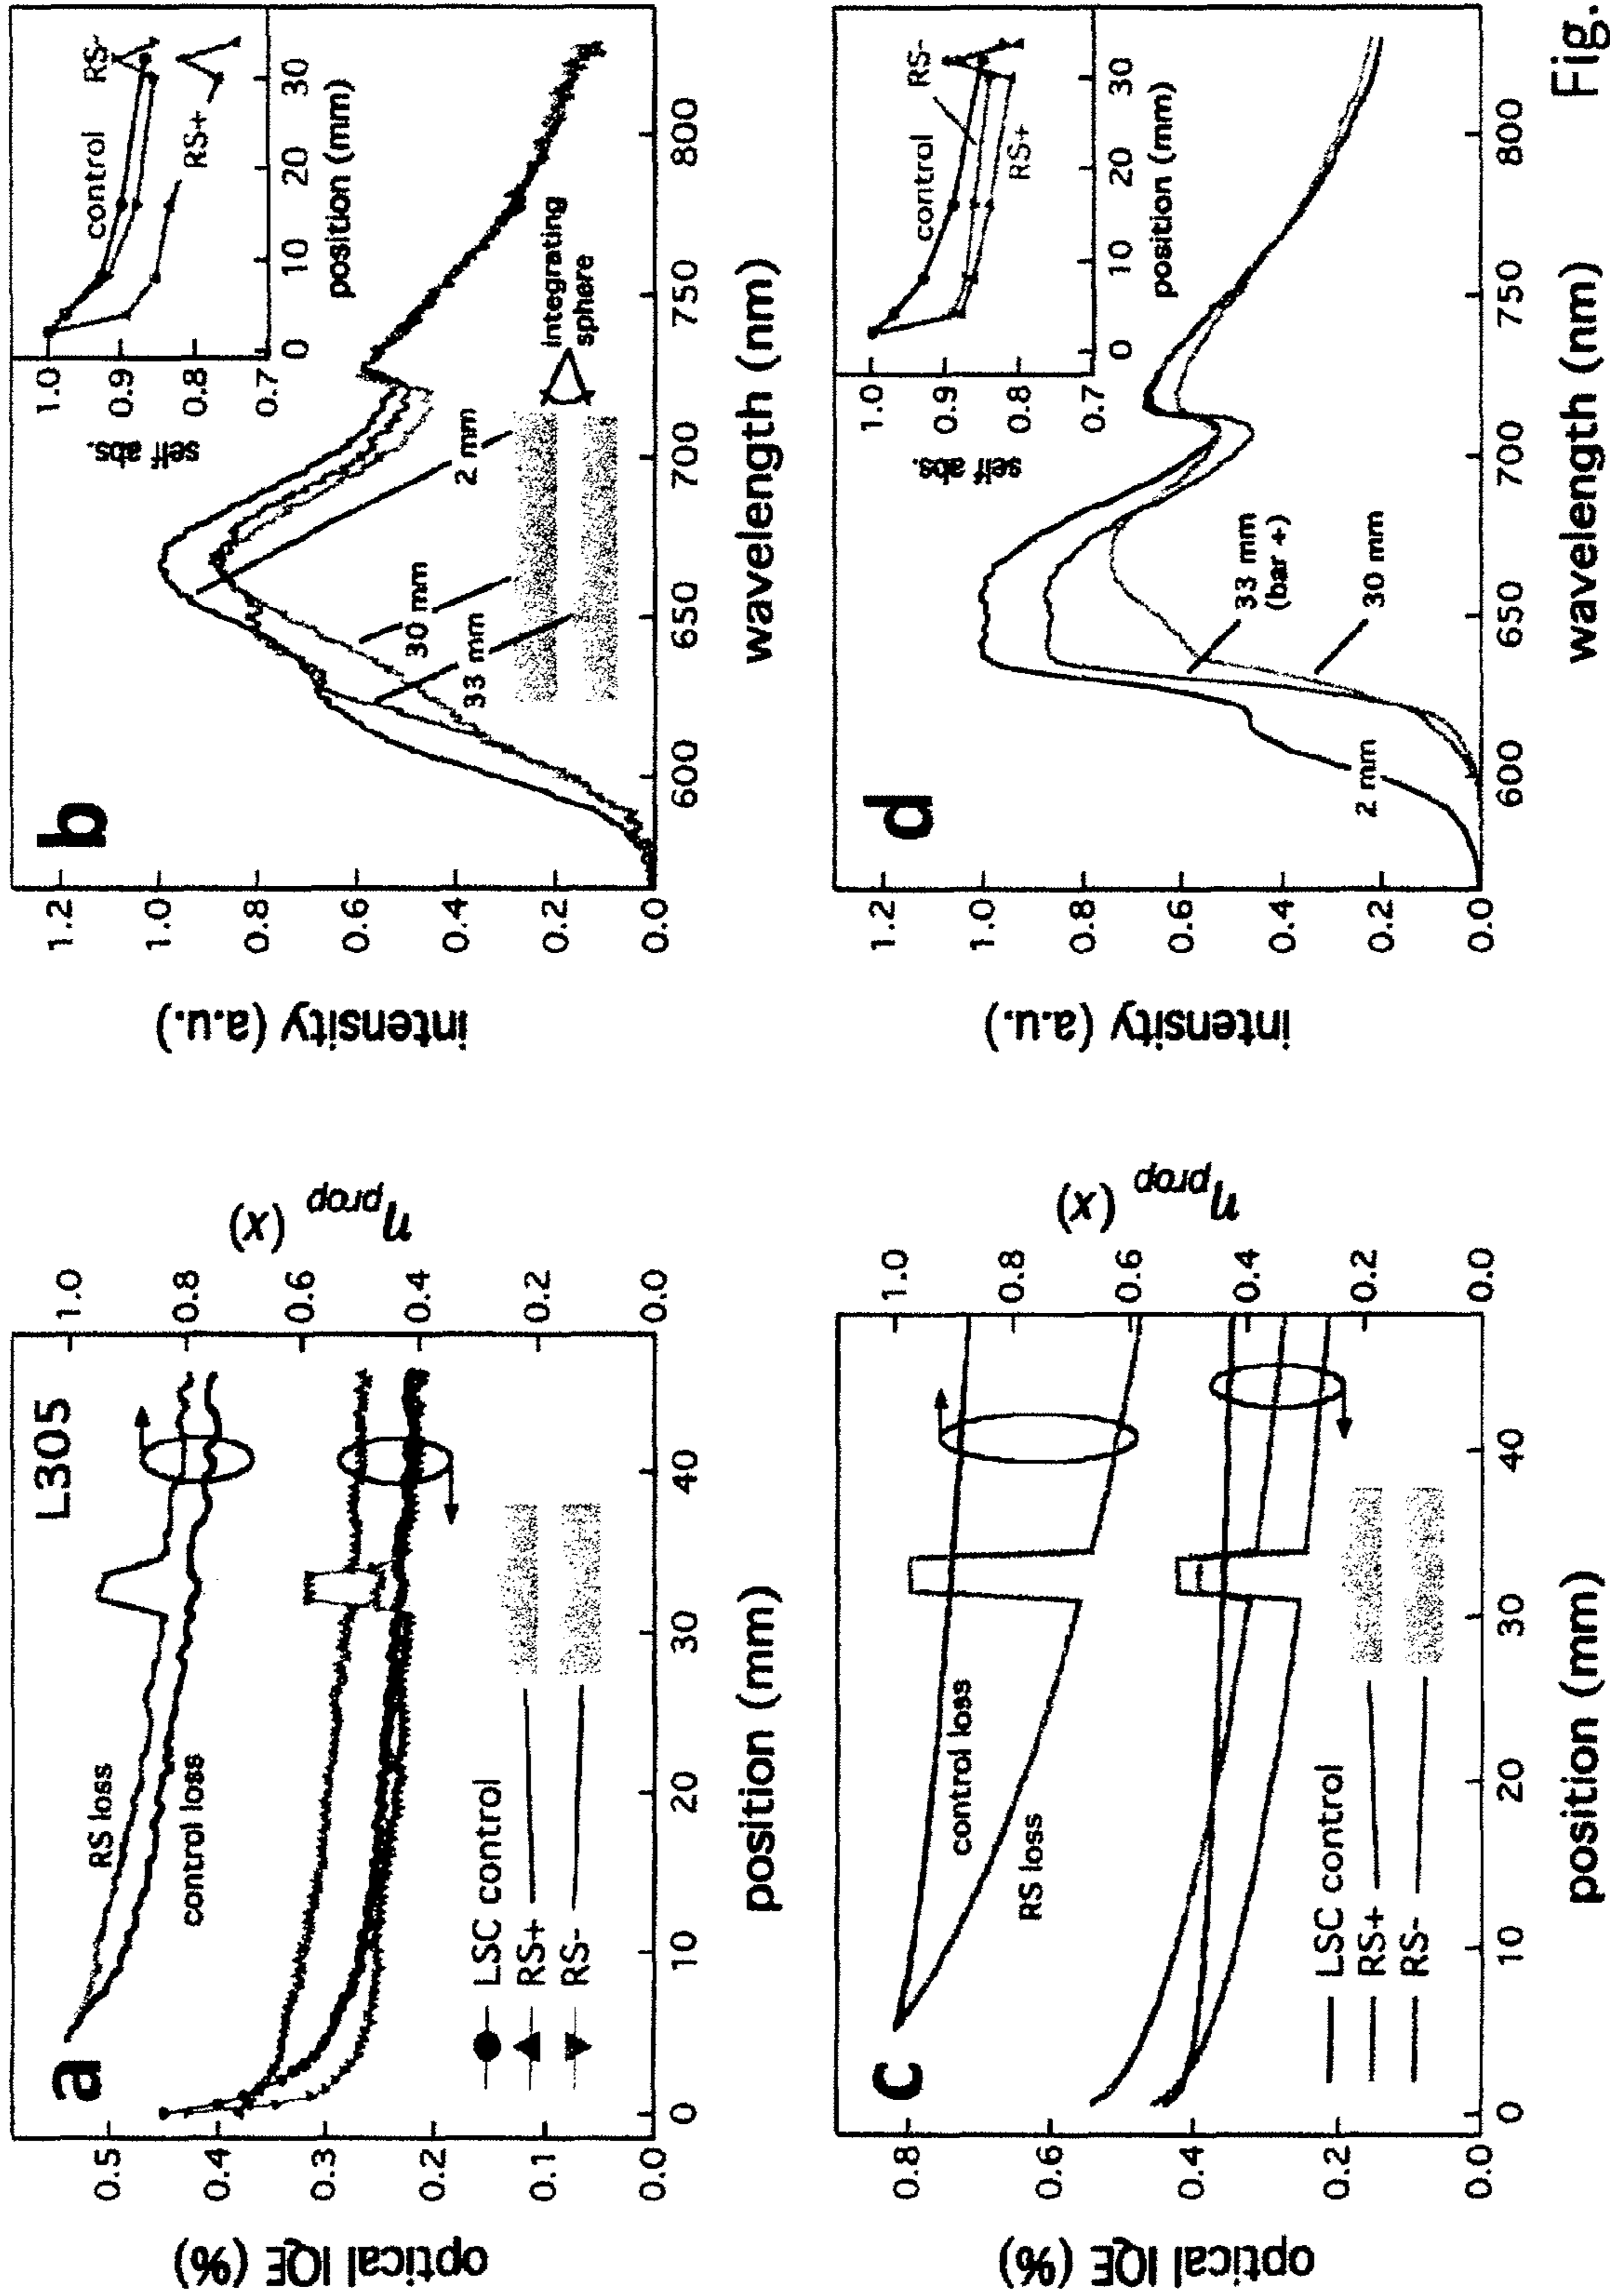 a
L305
optical IQE (%)
0.5
0.4
0.3
0.2
0.1
0.0
RS loss
control loss
LSC control
RS+
RS-
0
10
20
30
40
position (mm)
1.0
0.8
0.6
0.4
0.2
0.0
ηprop (x)
b
intensity (a.u.)
1.2
1.0
0.8
0.6
0.4
0.2
0.0
2 mm
30 mm
33 mm
integrating
sphere
600
650
700
750
800
wavelength (nm)
self abs.
1.0
0.9
0.8
0.7
control
RS-
RS+
0
10
20
30
position (mm)
c
optical IQE (%)
0.8
0.6
0.4
0.2
0.0
control loss
RS loss
LSC control
RS+
RS-
0
10
20
30
40
position (mm)
1.0
0.8
0.6
0.4
0.2
0.0
ηprop (x)
d
intensity (a.u.)
1.2
1.0
0.8
0.6
0.4
0.2
0.0
2 mm
33 mm
(bar +)
30 mm
600
650
700
750
800
wavelength (nm)
self abs.
1.0
0.9
0.8
0.7
control
RS-
RS+
0
10
20
30
position (mm)
Fig.